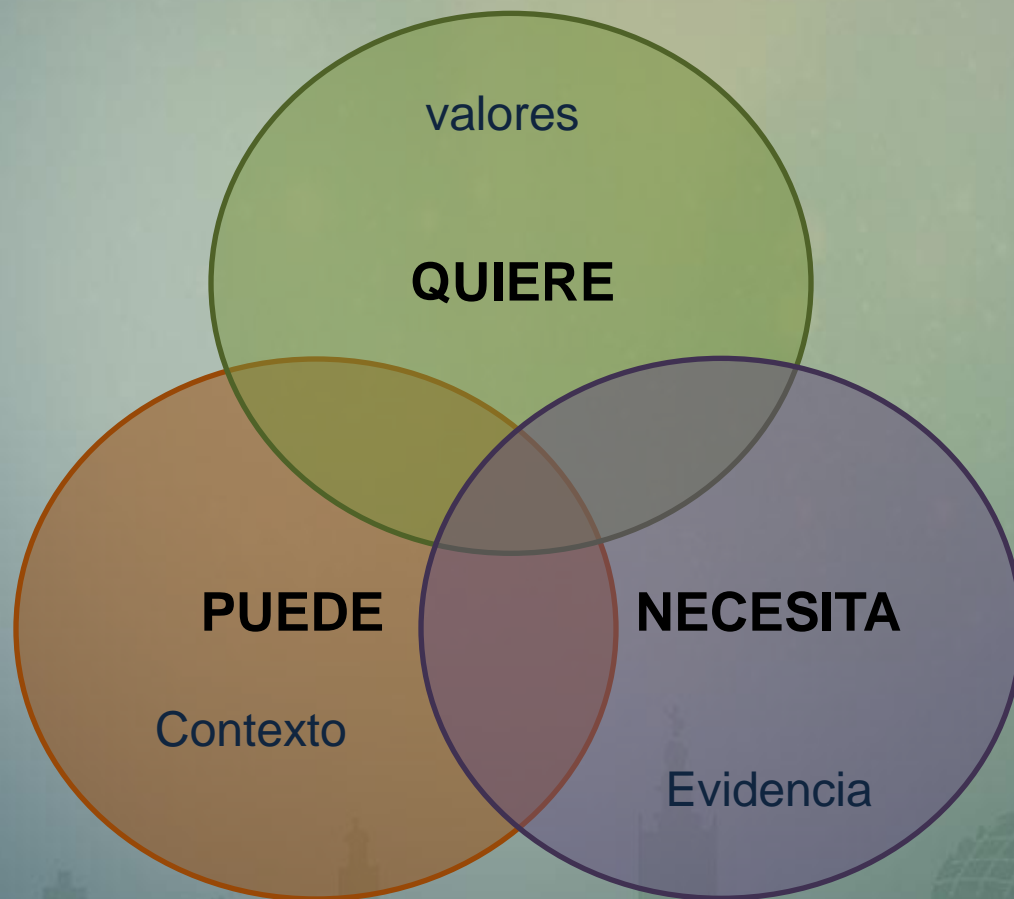 valores
QUIERE
PUEDE
NECESITA
Contexto
Evidencia